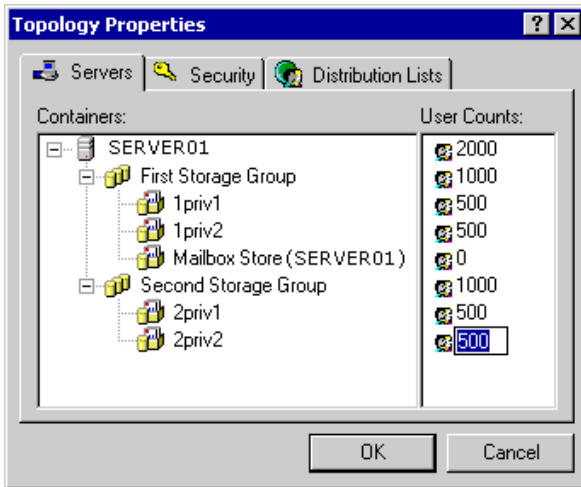 Topology Properties
Servers Security Distribution Lists
Containers: User Counts:
SERVER01 2000
First Storage Group 1000
1priv1 500
1priv2 500
Mailbox Store (SERVER01) 0
Second Storage Group 1000
2priv1 500
2priv2 500
OK Cancel